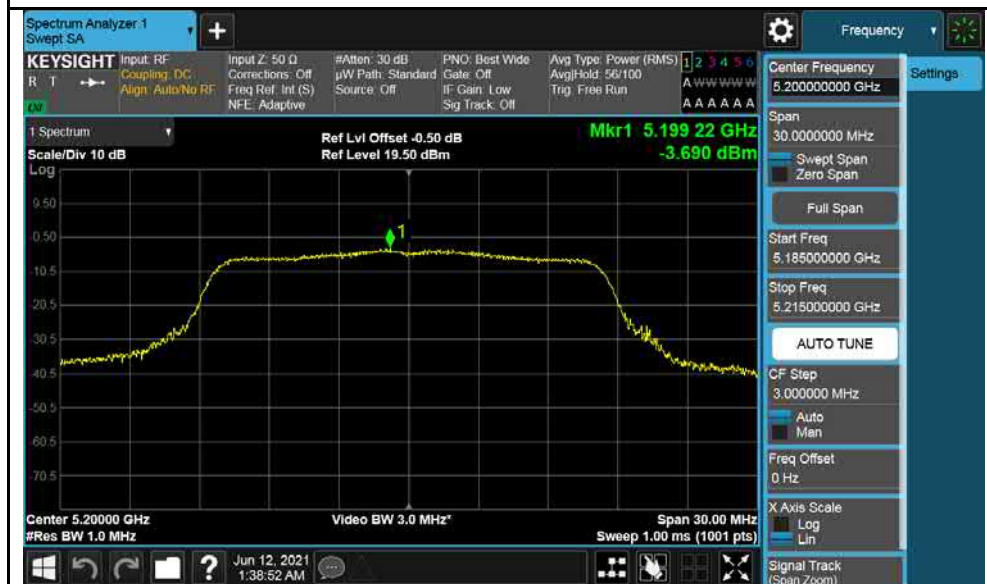 Spectrum Analyzer 1
Swept SA
+
Frequency
KEYSIGHT
R T
LXI
Input: RF
Coupling: DC
Align: Auto/No RF
Input Z: 50 Ω
Corrections: Off
Freq Ref: Int (S)
NFE: Adaptive
#Atten: 30 dB
µW Path: Standard
Source: Off
PNO: Best Wide
Gate: Off
IF Gain: Low
Sig Track: Off
Avg Type: Power (RMS)
Avg|Hold: 56/100
Trig: Free Run
1 2 3 4 5 6
A W W W W W
A A A A A A
1 Spectrum
Scale/Div 10 dB
Log
Ref Lvl Offset -0.50 dB
Ref Level 19.50 dBm
Mkr1 5.199 22 GHz
-3.690 dBm
9.50
-0.50
-10.5
-20.5
-30.5
-40.5
-50.5
-60.5
-70.5
1
Center 5.20000 GHz
#Res BW 1.0 MHz
Video BW 3.0 MHz*
Span 30.00 MHz
Sweep 1.00 ms (1001 pts)
?
Jun 12, 2021
1:38:52 AM
Center Frequency
5.200000000 GHz
Span
30.0000000 MHz
Swept Span
Zero Span
Full Span
Start Freq
5.185000000 GHz
Stop Freq
5.215000000 GHz
AUTO TUNE
CF Step
3.000000 MHz
Auto
Man
Freq Offset
0 Hz
X Axis Scale
Log
Lin
Signal Track
(Span Zoom)
Settings